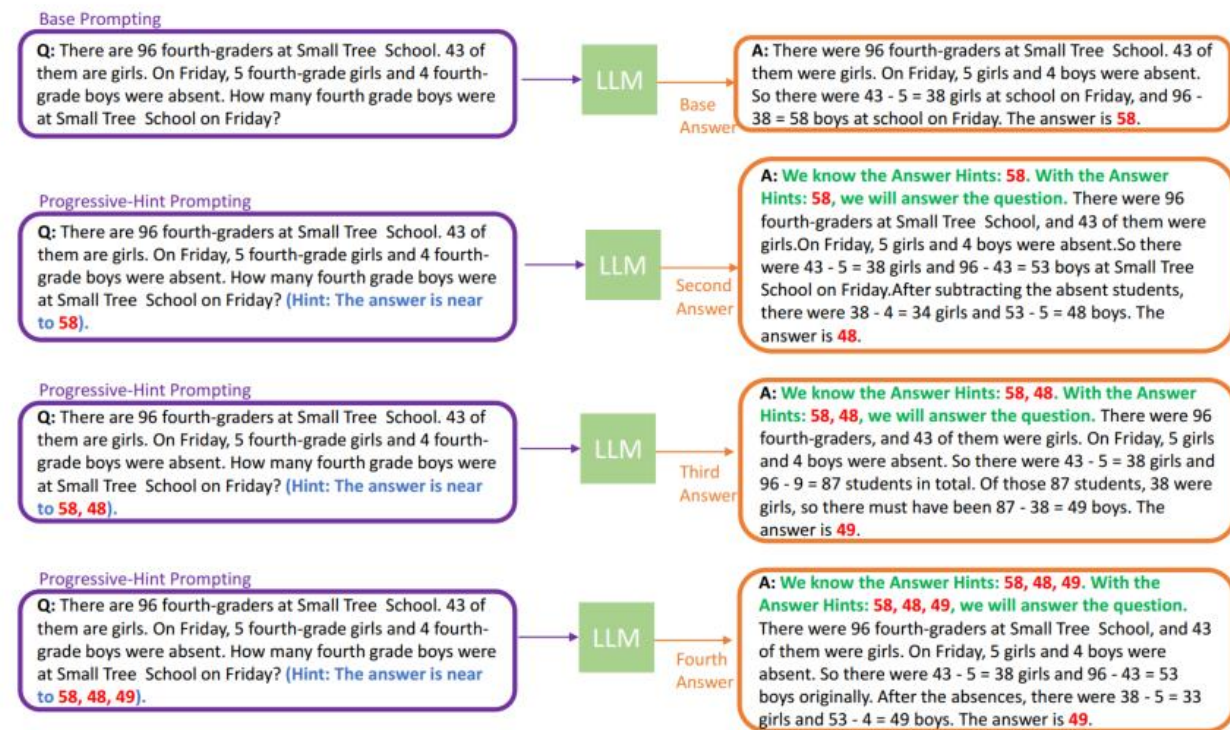 Base Prompting
Q: There are 96 fourth-graders at Small Tree School. 43 of
them are girls. On Friday, 5 fourth-grade girls and 4 fourth-
grade boys were absent. How many fourth grade boys were
at Small Tree School on Friday?
LLM
Base
Answer
A: There were 96 fourth-graders at Small Tree School. 43 of
them were girls. On Friday, 5 girls and 4 boys were absent.
So there were 43 - 5 = 38 girls at school on Friday, and 96 -
38 = 58 boys at school on Friday. The answer is 58.
Progressive-Hint Prompting
Q: There are 96 fourth-graders at Small Tree School. 43 of
them are girls. On Friday, 5 fourth-grade girls and 4 fourth-
grade boys were absent. How many fourth grade boys were
at Small Tree School on Friday? (Hint: The answer is near
to 58).
LLM
Second
Answer
A: We know the Answer Hints: 58. With the Answer
Hints: 58, we will answer the question. There were 96
fourth-graders at Small Tree School, and 43 of them were
girls.On Friday, 5 girls and 4 boys were absent.So there
were 43 - 5 = 38 girls and 96 - 43 = 53 boys at Small Tree
School on Friday.After subtracting the absent students,
there were 38 - 4 = 34 girls and 53 - 5 = 48 boys. The
answer is 48.
Progressive-Hint Prompting
Q: There are 96 fourth-graders at Small Tree School. 43 of
them are girls. On Friday, 5 fourth-grade girls and 4 fourth-
grade boys were absent. How many fourth grade boys were
at Small Tree School on Friday? (Hint: The answer is near
to 58, 48).
LLM
Third
Answer
A: We know the Answer Hints: 58, 48. With the Answer
Hints: 58, 48, we will answer the question. There were 96
fourth-graders, and 43 of them were girls. On Friday, 5 girls
and 4 boys were absent. So there were 43 - 5 = 38 girls and
96 - 9 = 87 students in total. Of those 87 students, 38 were
girls, so there must have been 87 - 38 = 49 boys. The
answer is 49.
Progressive-Hint Prompting
Q: There are 96 fourth-graders at Small Tree School. 43 of
them are girls. On Friday, 5 fourth-grade girls and 4 fourth-
grade boys were absent. How many fourth grade boys were
at Small Tree School on Friday? (Hint: The answer is near
to 58, 48, 49).
LLM
Fourth
Answer
A: We know the Answer Hints: 58, 48, 49. With the
Answer Hints: 58, 48, 49, we will answer the question.
There were 96 fourth-graders at Small Tree School, and 43
of them were girls. On Friday, 5 girls and 4 boys were
absent. So there were 43 - 5 = 38 girls and 96 - 43 = 53
boys originally. After the absences, there were 38 - 5 = 33
girls and 53 - 4 = 49 boys. The answer is 49.